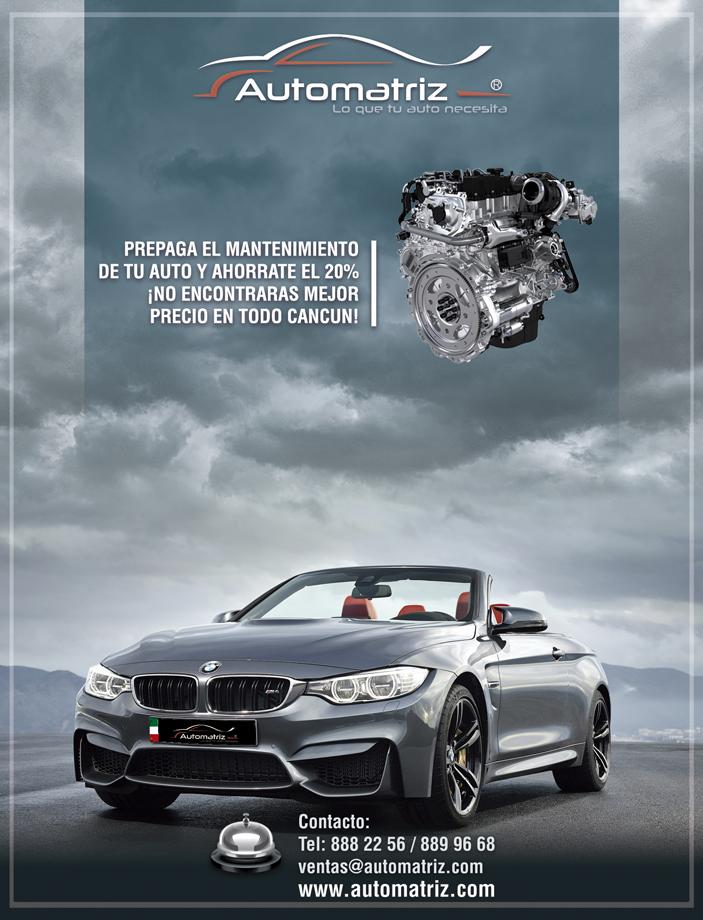 Automatriz ®
Lo que tu auto necesita
PREPAGA EL MANTENIMIENTO
DE TU AUTO Y AHORRATE EL 20%
¡NO ENCONTRARAS MEJOR
PRECIO EN TODO CANCUN!
M4
Automatriz
Contacto:
Tel: 888 22 56 / 889 96 68
ventas@automatriz.com
www.automatriz.com